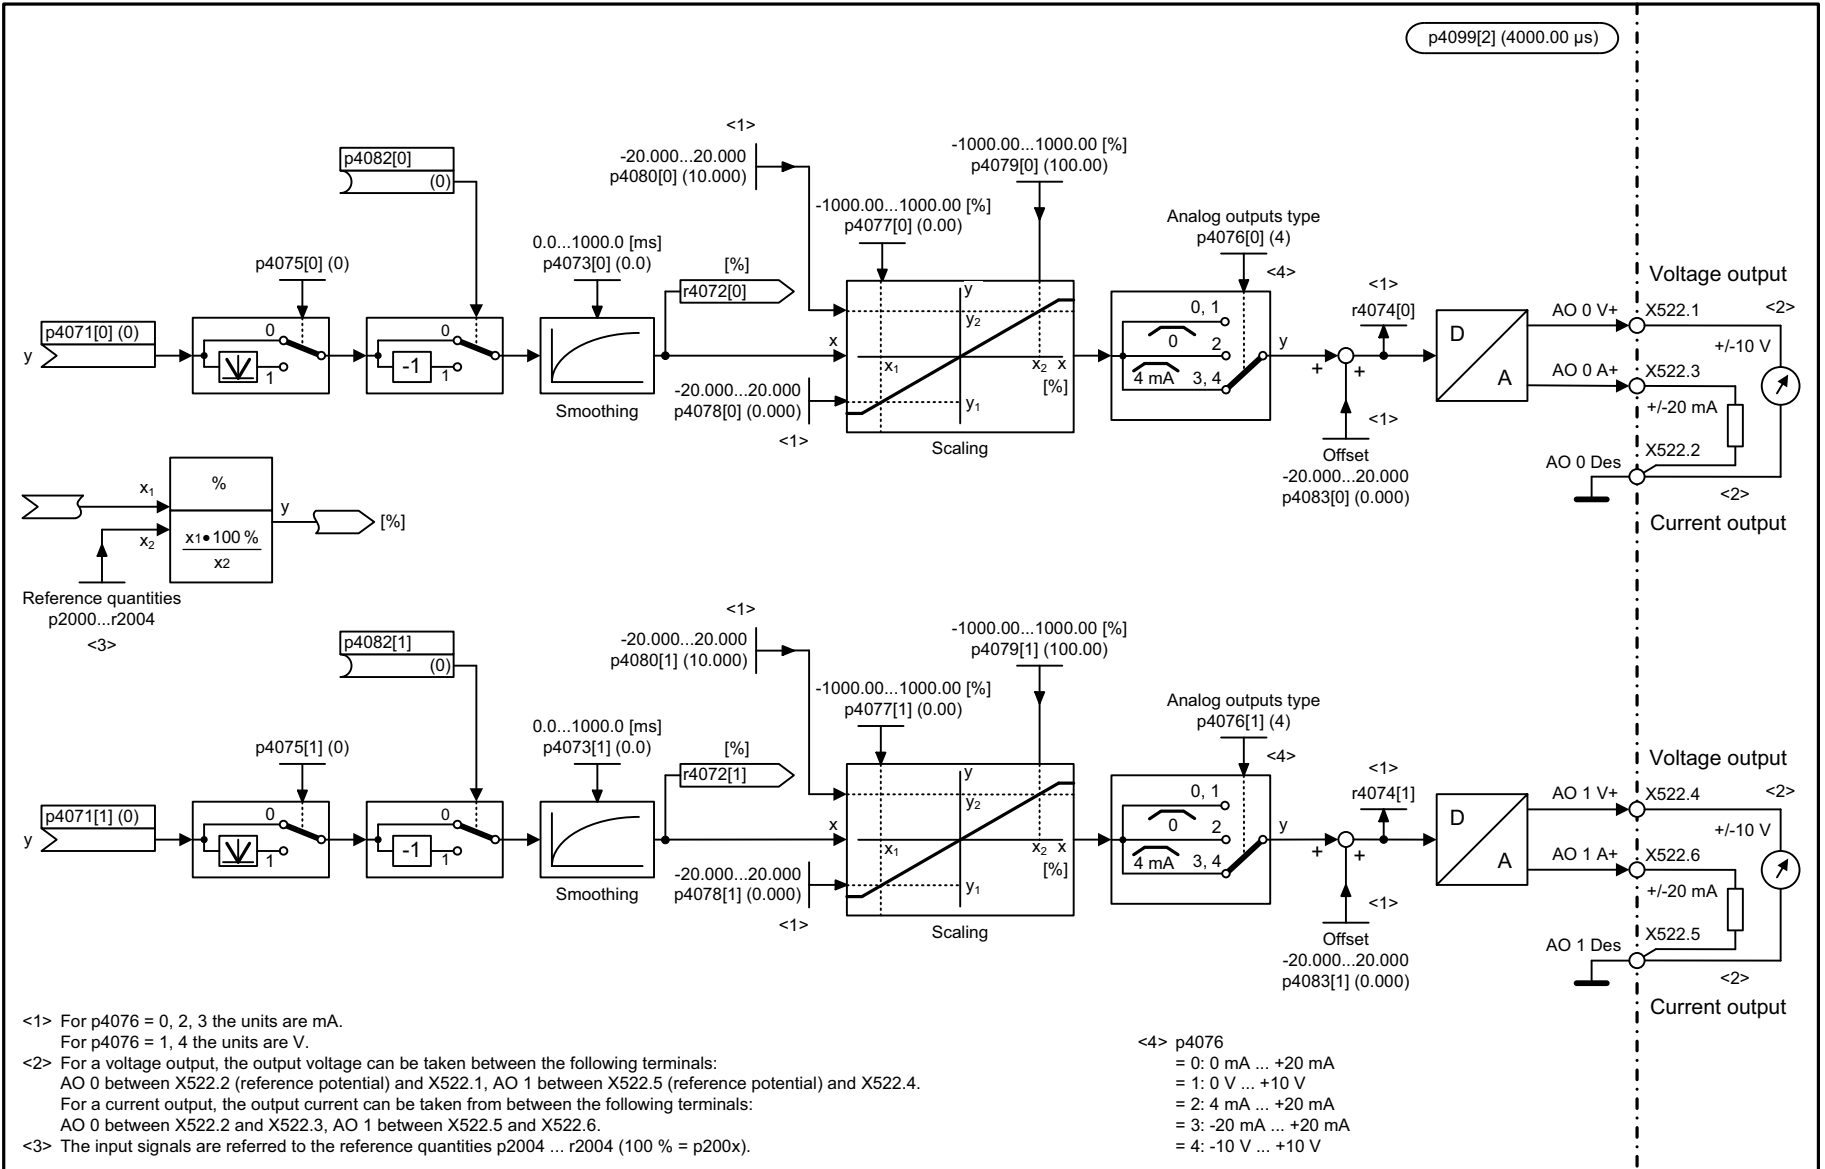 p4099[2] (4000.00 µs)
<1>
-20.000...20.000
p4080[0] (10.000)
-1000.00...1000.00 [%]
p4079[0] (100.00)
p4082[0]
(0)
-1000.00...1000.00 [%]
p4077[0] (0.00)
Analog outputs type
p4076[0] (4)
<4>
0.0...1000.0 [ms]
p4073[0] (0.0)
[%]
r4072[0]
p4075[0] (0)
<1>
r4074[0]
Voltage output
AO 0 V+
X522.1
<2>
+/-10 V
p4071[0] (0)
y
0
1
0
-1
1
Smoothing
x
y
y2
x1
x2 x
[%]
y1
-20.000...20.000
p4078[0] (0.000)
<1>
Scaling
0, 1
0
2
4 mA
3, 4
y
+
+
<1>
Offset
-20.000...20.000
p4083[0] (0.000)
D
A
AO 0 A+
X522.3
+/-20 mA
X522.2
AO 0 Des
<2>
Current output
x1
x2
%
x1•100 %
x2
y
[%]
Reference quantities
p2000...r2004
<3>
<1>
-20.000...20.000
p4080[1] (10.000)
-1000.00...1000.00 [%]
p4079[1] (100.00)
p4082[1]
(0)
-1000.00...1000.00 [%]
p4077[1] (0.00)
Analog outputs type
p4076[1] (4)
<4>
0.0...1000.0 [ms]
p4073[1] (0.0)
[%]
r4072[1]
p4075[1] (0)
<1>
r4074[1]
Voltage output
AO 1 V+
X522.4
<2>
+/-10 V
p4071[1] (0)
y
0
1
0
-1
1
Smoothing
x
y
y2
x1
x2 x
[%]
y1
-20.000...20.000
p4078[1] (0.000)
<1>
Scaling
0, 1
0
2
4 mA
3, 4
y
+
+
<1>
Offset
-20.000...20.000
p4083[1] (0.000)
D
A
AO 1 A+
X522.6
+/-20 mA
X522.5
AO 1 Des
<2>
Current output
<1> For p4076 = 0, 2, 3 the units are mA.
For p4076 = 1, 4 the units are V.
<2> For a voltage output, the output voltage can be taken between the following terminals:
AO 0 between X522.2 (reference potential) and X522.1, AO 1 between X522.5 (reference potential) and X522.4.
For a current output, the output current can be taken from between the following terminals:
AO 0 between X522.2 and X522.3, AO 1 between X522.5 and X522.6.
<3> The input signals are referred to the reference quantities p2004 ... r2004 (100 % = p200x).
<4> p4076
= 0: 0 mA ... +20 mA
= 1: 0 V ... +10 V
= 2: 4 mA ... +20 mA
= 3: -20 mA ... +20 mA
= 4: -10 V ... +10 V